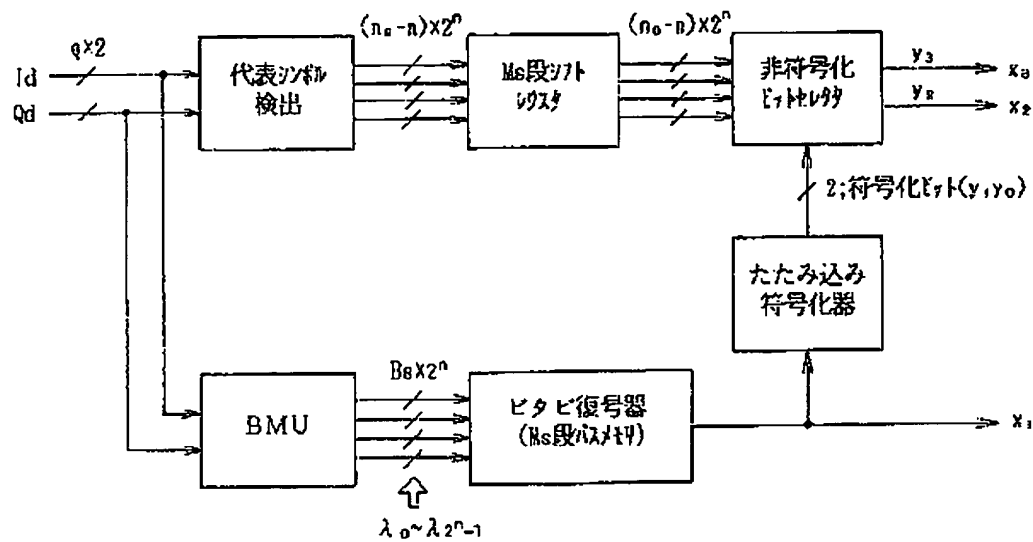 (ns-n)×2ⁿ
(n₀-n)×2ⁿ
q×2
Id
Qd
代表シンボル
検出
Ms段シフト
レジスタ
非符号化
ビットセレクタ
y₃
y₂
x₃
x₂
2;符号化ビット(y₁y₀)
たたみ込み
符号化器
Bs×2ⁿ
BMU
ビタビ復号器
(Ms段パスメモリ)
x₁
λ₀~λ₂ⁿ₋₁